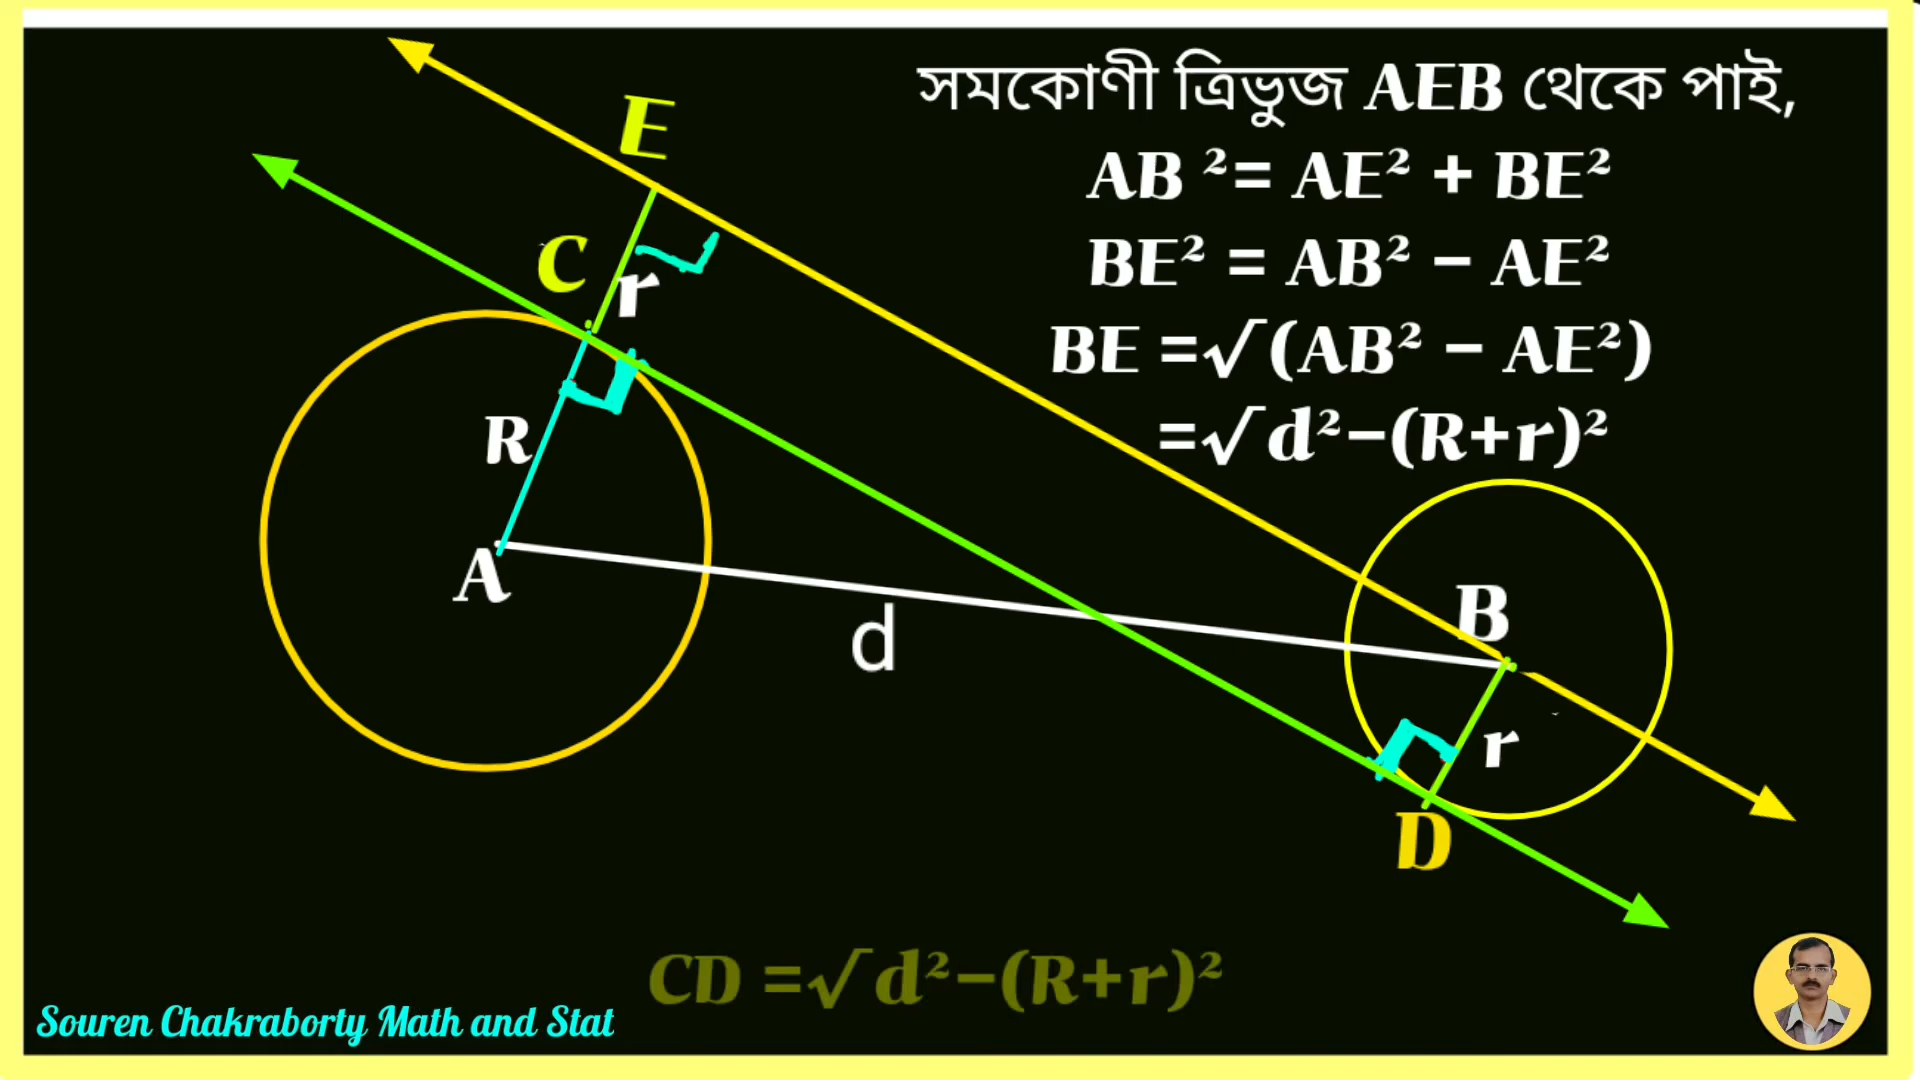 সমকোণী ত্রিভুজ AEB থেকে পাই,
AB ²= AE² + BE²
BE² = AB² − AE²
BE =√(AB² − AE²)
=√d²−(R+r)²
E
C
r
R
A
d
B
r
D
CD =√d²−(R+r)²
Souren Chakraborty Math and Stat